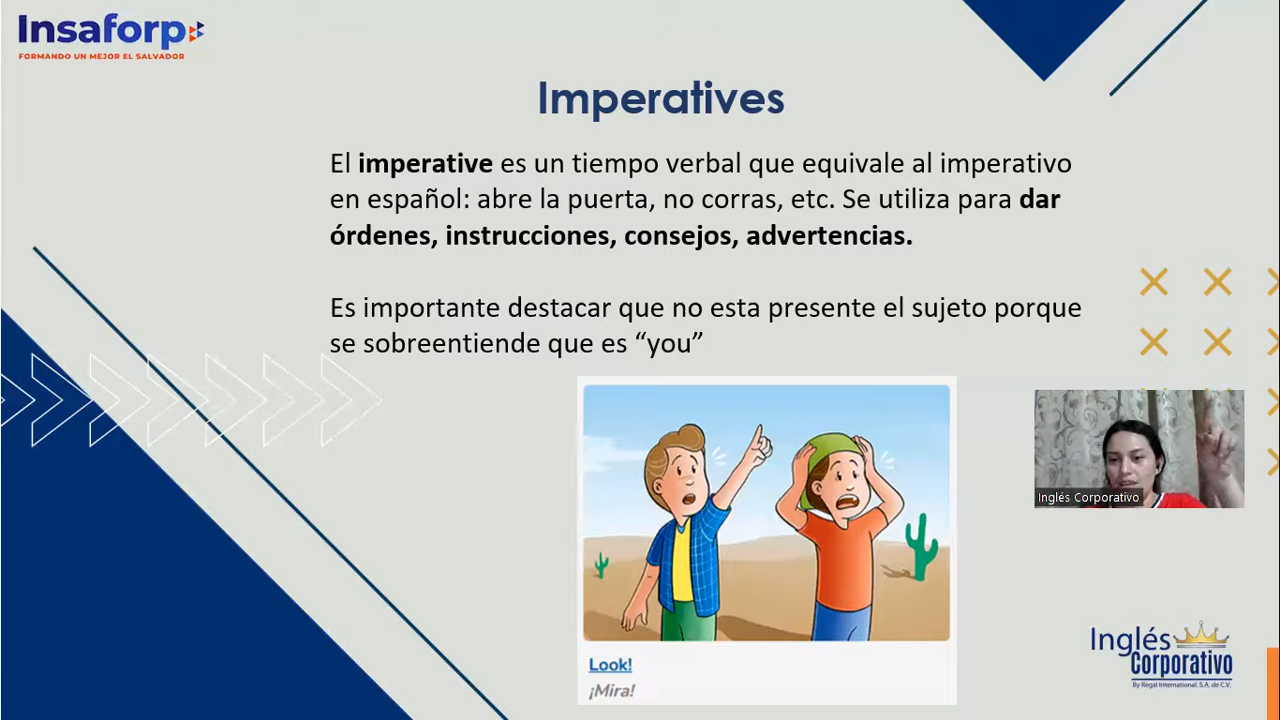 Insaforp
FORMANDO UN MEJOR EL SALVADOR
Imperatives
El imperative es un tiempo verbal que equivale al imperativo
en español: abre la puerta, no corras, etc. Se utiliza para dar
órdenes, instrucciones, consejos, advertencias.
Es importante destacar que no esta presente el sujeto porque
se sobreentiende que es “you”
Inglés Corporativo
Look!
¡Mira!
Inglés
Corporativo
By Regal International, S.A. de C.V.